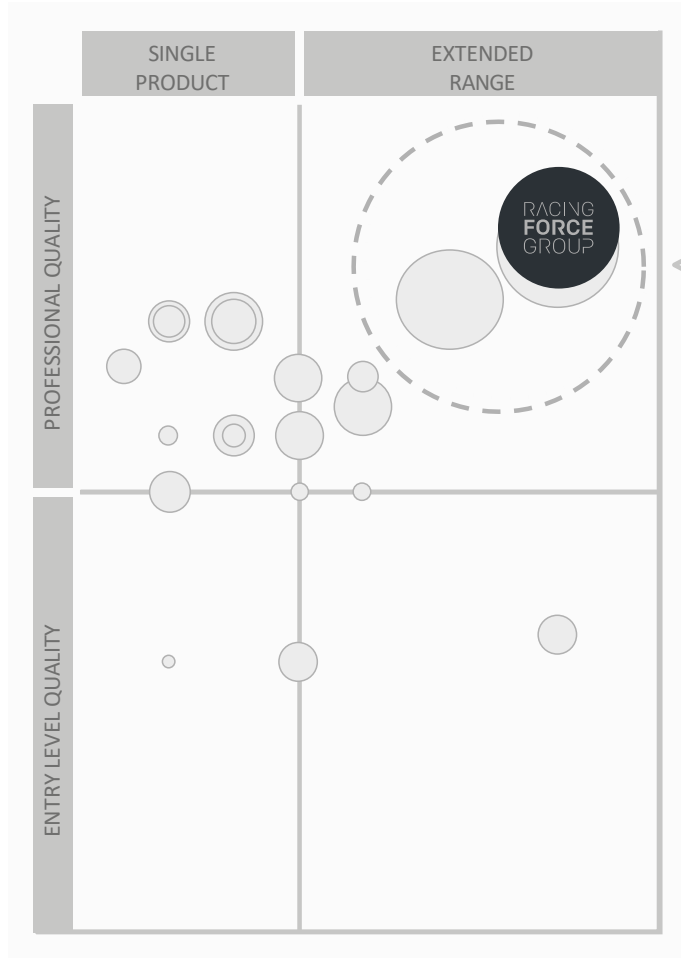 SINGLE
PRODUCT
EXTENDED
RANGE
PROFESSIONAL QUALITY
RACING
FORCE
GROUP
ENTRY LEVEL QUALITY